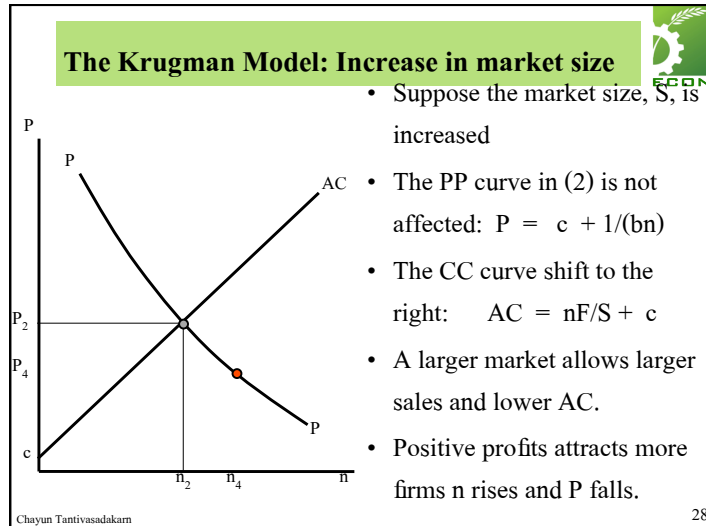 The Krugman Model: Increase in market size
ECON
• Suppose the market size, S, is
increased
• The PP curve in (2) is not
affected: P = c + 1/(bn)
• The CC curve shift to the
right: AC = nF/S + c
• A larger market allows larger
sales and lower AC.
• Positive profits attracts more
firms n rises and P falls.
P
P
AC
P2
P4
P
c
n2
n4
n
Chayun Tantivasadakarn
28